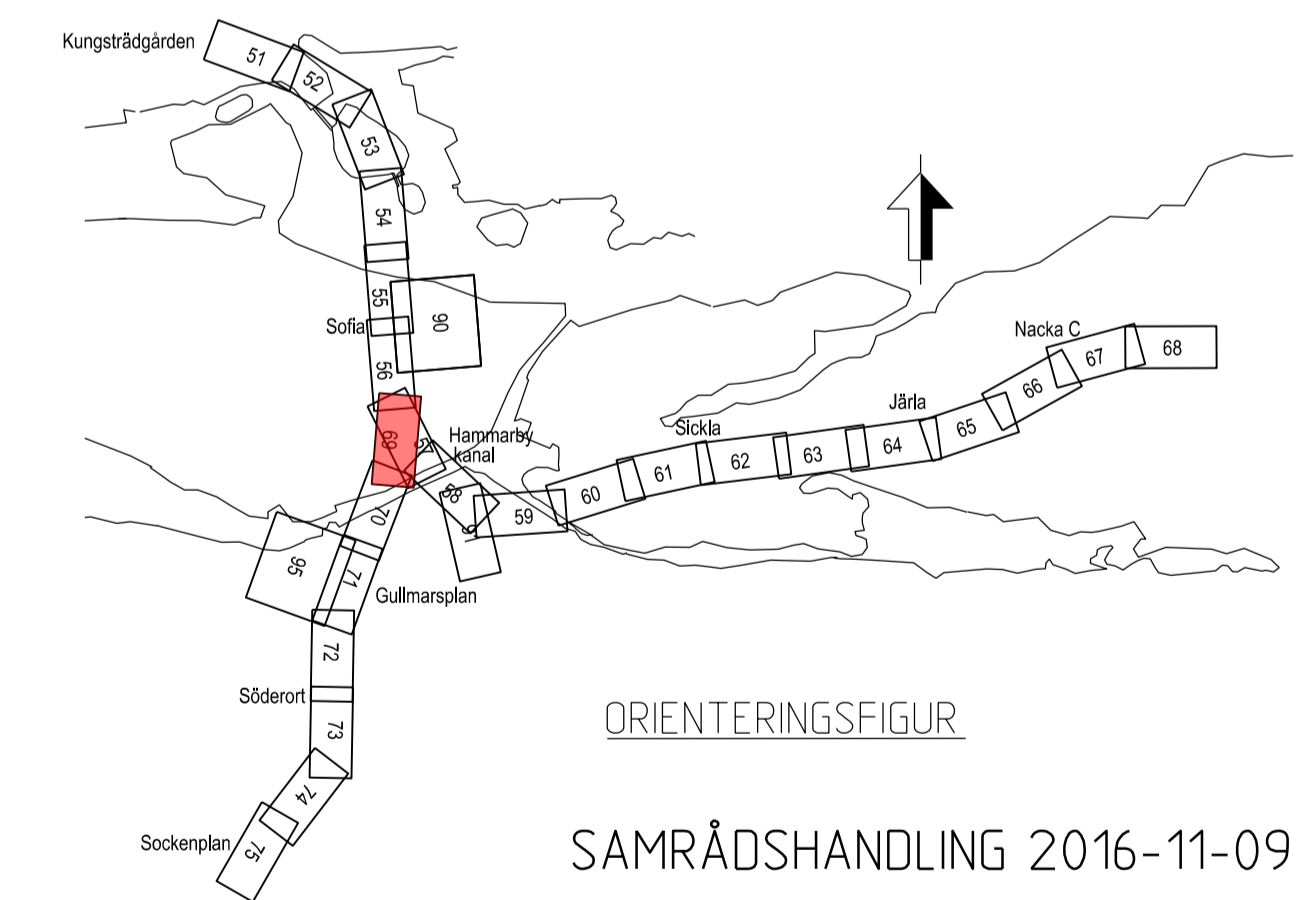 Kungsträdgården
51
52
53
54
55
Sofia
90
56
Nacka C
68
67
66
Järla
65
64
63
Sickla
62
61
60
59
Hammarby
kanal
57
58
69
70
71
95
Gullmarsplan
72
Söderort
73
74
Sockenplan
75
ORIENTERINGSFIGUR
SAMRÅDSHANDLING 2016-11-09